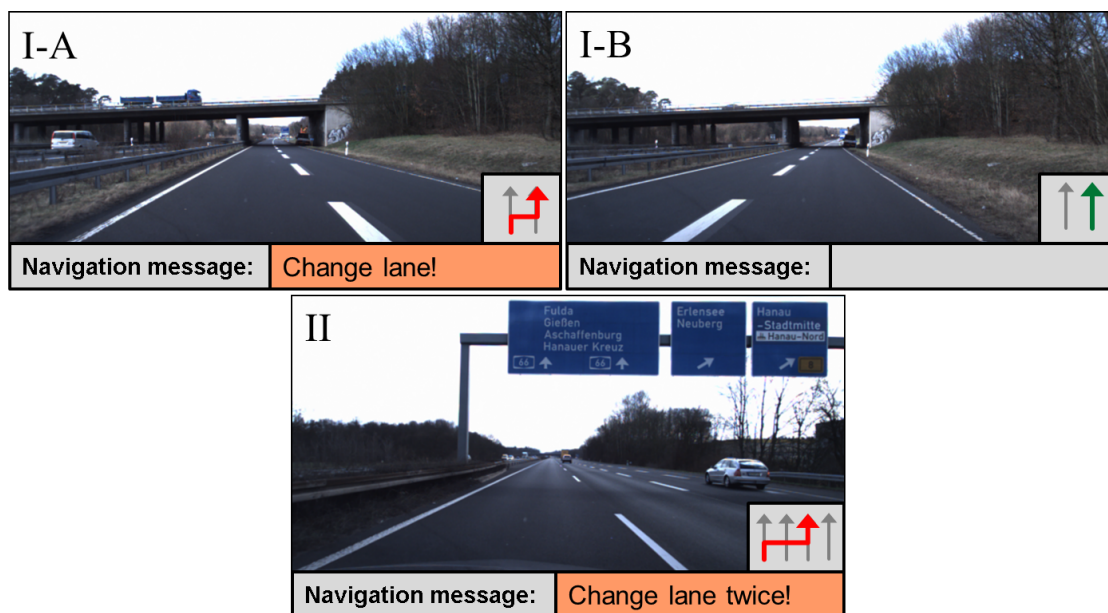 I-A
Navigation message:
Change lane!
I-B
Navigation message:
II
Fulda
Gießen
Aschaffenburg
Hanauer Kreuz
66
66
Erlensee
Neuberg
Hanau
-Stadtmitte
Hanau-Nord
8
Navigation message:
Change lane twice!